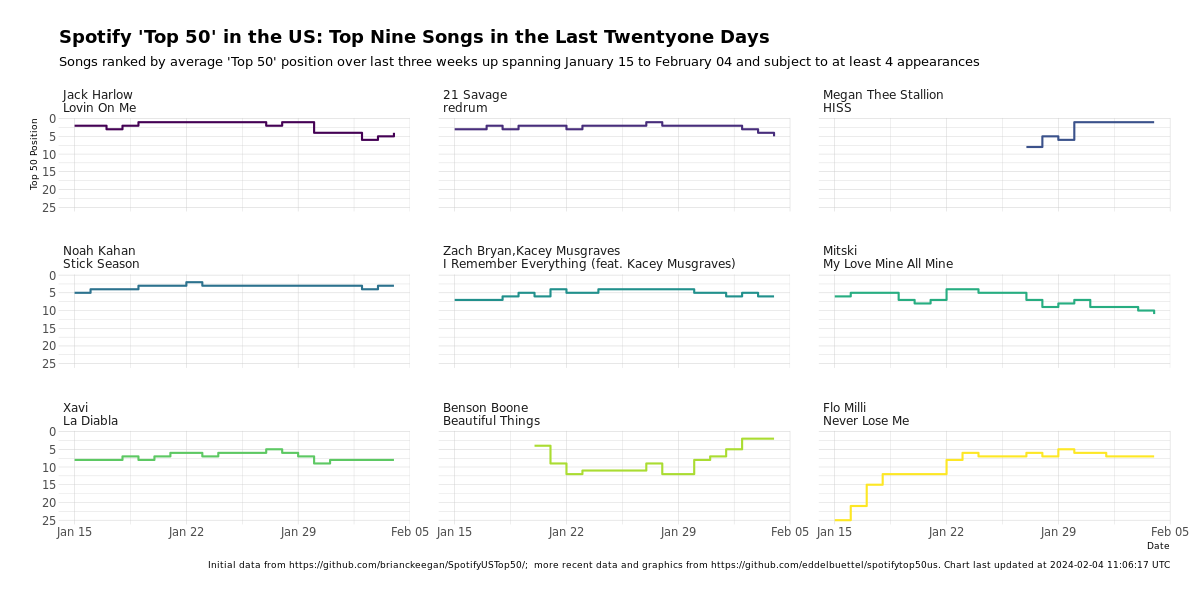 Spotify 'Top 50' in the US: Top Nine Songs in the Last Twentyone Days
Songs ranked by average 'Top 50' position over last three weeks up spanning January 15 to February 04 and subject to at least 4 appearances
Jack Harlow
Lovin On Me
21 Savage
redrum
Megan Thee Stallion
HISS
Top 50 Position
0
5
10
15
20
25
Noah Kahan
Stick Season
Zach Bryan,Kacey Musgraves
I Remember Everything (feat. Kacey Musgraves)
Mitski
My Love Mine All Mine
0
5
10
15
20
25
Xavi
La Diabla
Benson Boone
Beautiful Things
Flo Milli
Never Lose Me
0
5
10
15
20
25
Jan 15 Jan 22 Jan 29 Feb 05 Jan 15 Jan 22 Jan 29 Feb 05 Jan 15 Jan 22 Jan 29 Feb 05
Date
Initial data from https://github.com/brianckeegan/SpotifyUSTop50/; more recent data and graphics from https://github.com/eddelbuettel/spotifytop50us. Chart last updated at 2024-02-04 11:06:17 UTC